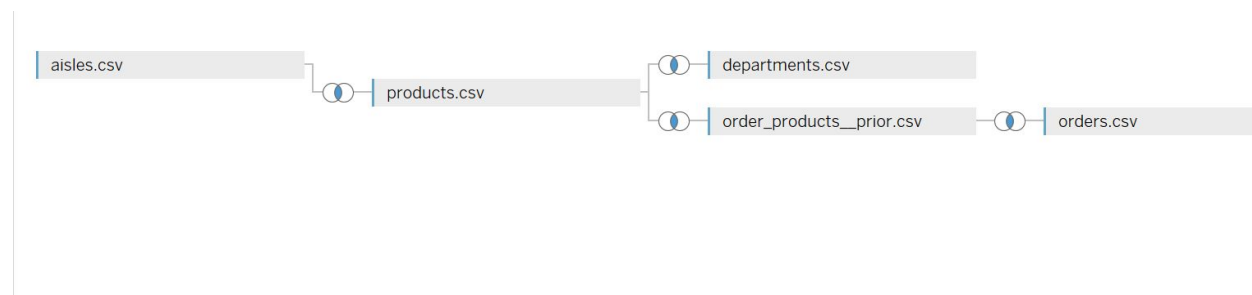 aisles.csv
products.csv
departments.csv
order_products__prior.csv
orders.csv